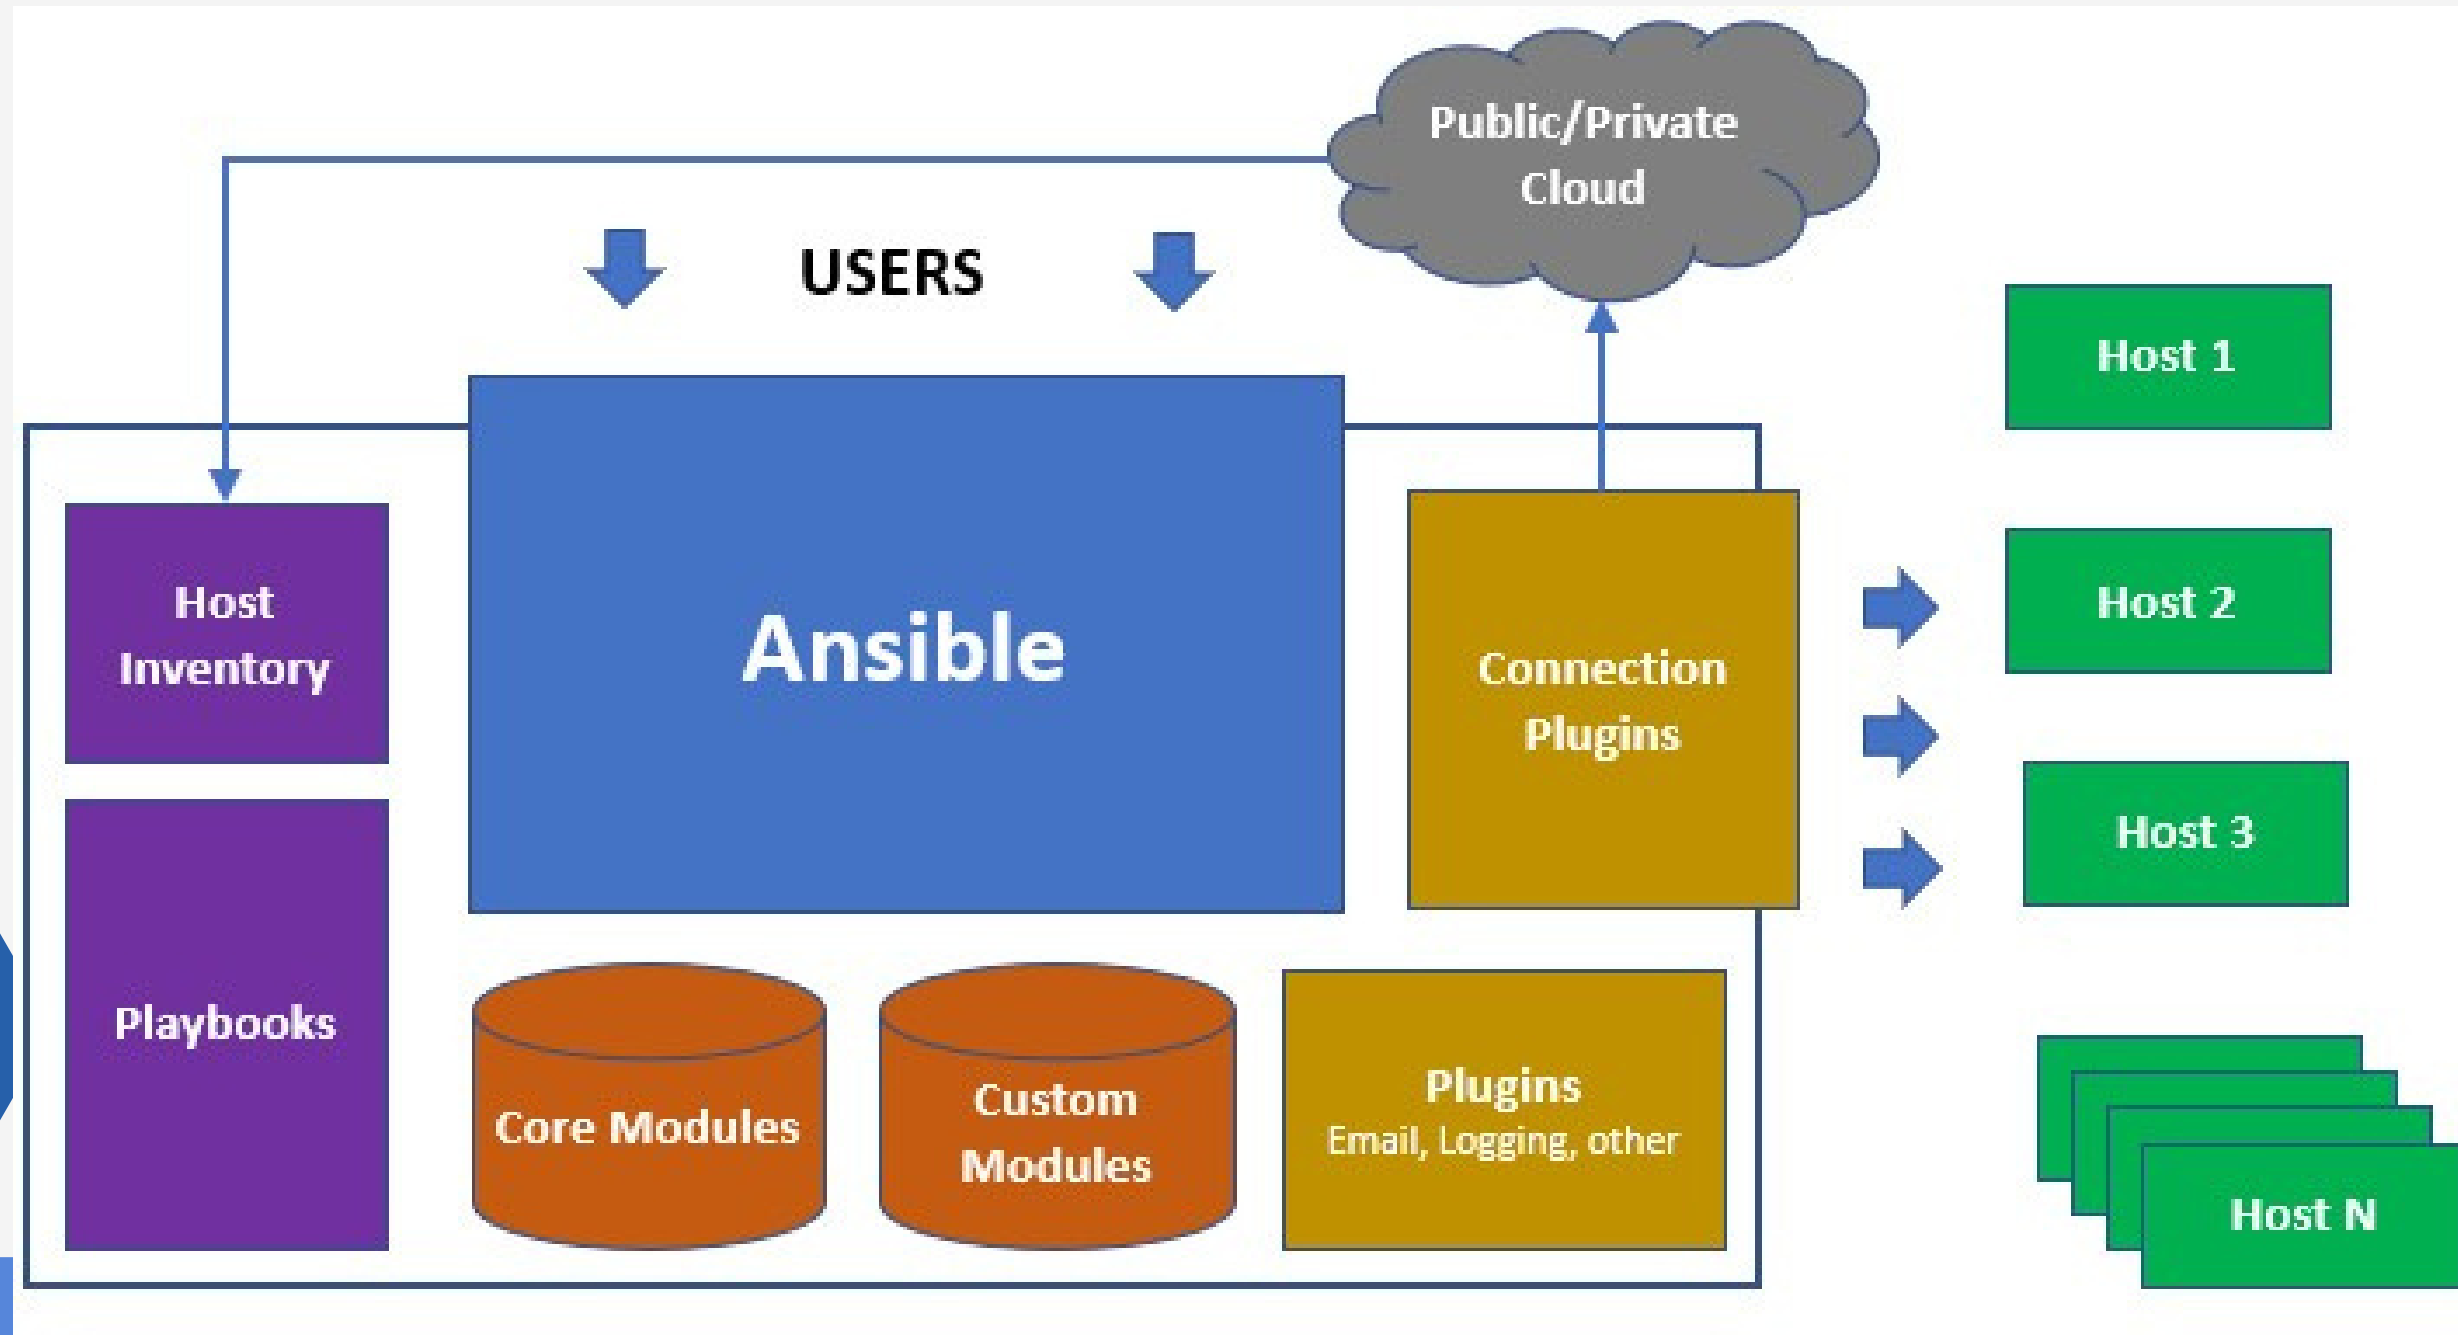 Public/Private
Cloud
USERS
Host 1
Ansible
Host
Inventory
Host 2
Connection
Plugins
Host 3
Playbooks
Core Modules
Custom
Modules
Plugins
Email, Logging, other
Host N